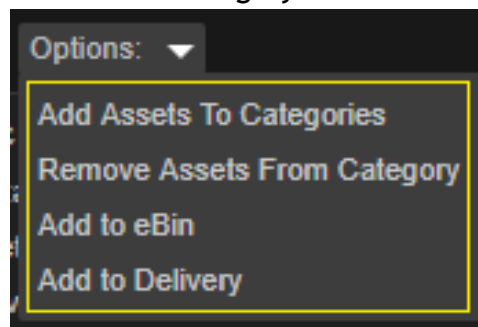 Options:
Add Assets To Categories
Remove Assets From Category
Add to eBin
Add to Delivery